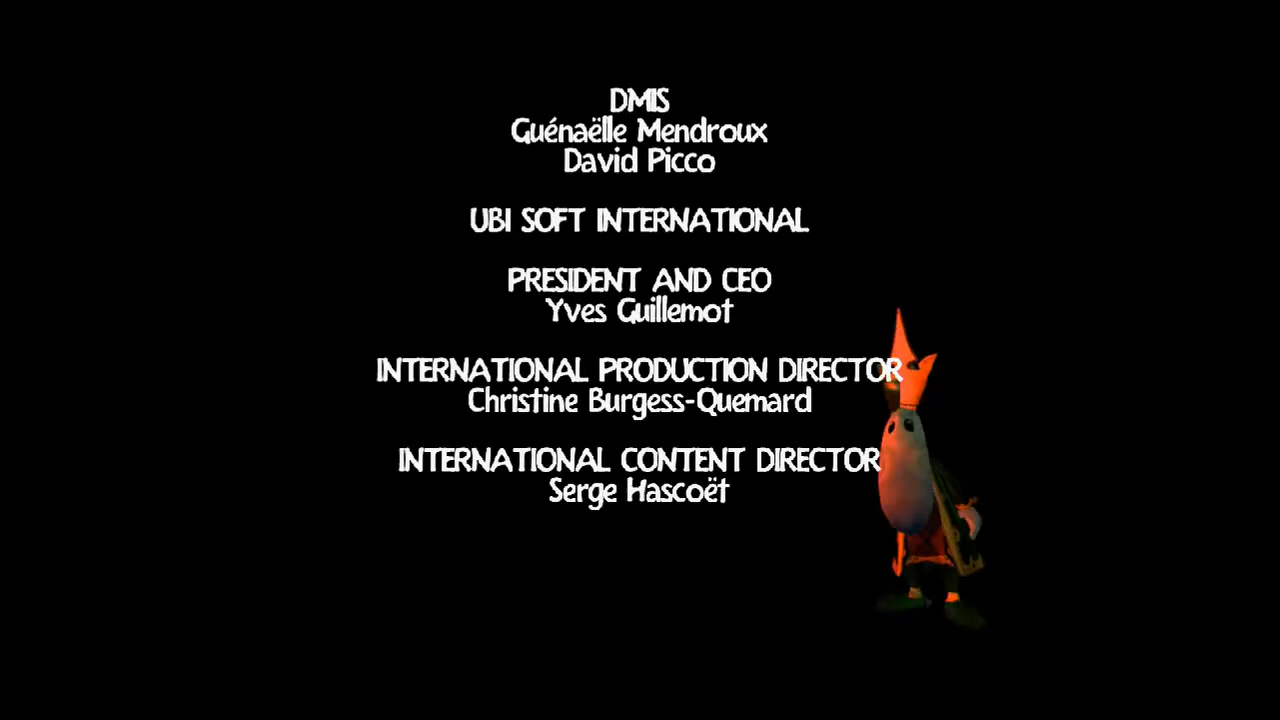 DMIS
Guénaëlle Mendroux
David Picco
UBI SOFT INTERNATIONAL
PRESIDENT AND CEO
Yves Guillemot
INTERNATIONAL PRODUCTION DIRECTOR
Christine Burgess-Quemard
INTERNATIONAL CONTENT DIRECTOR
Serge Hascoët